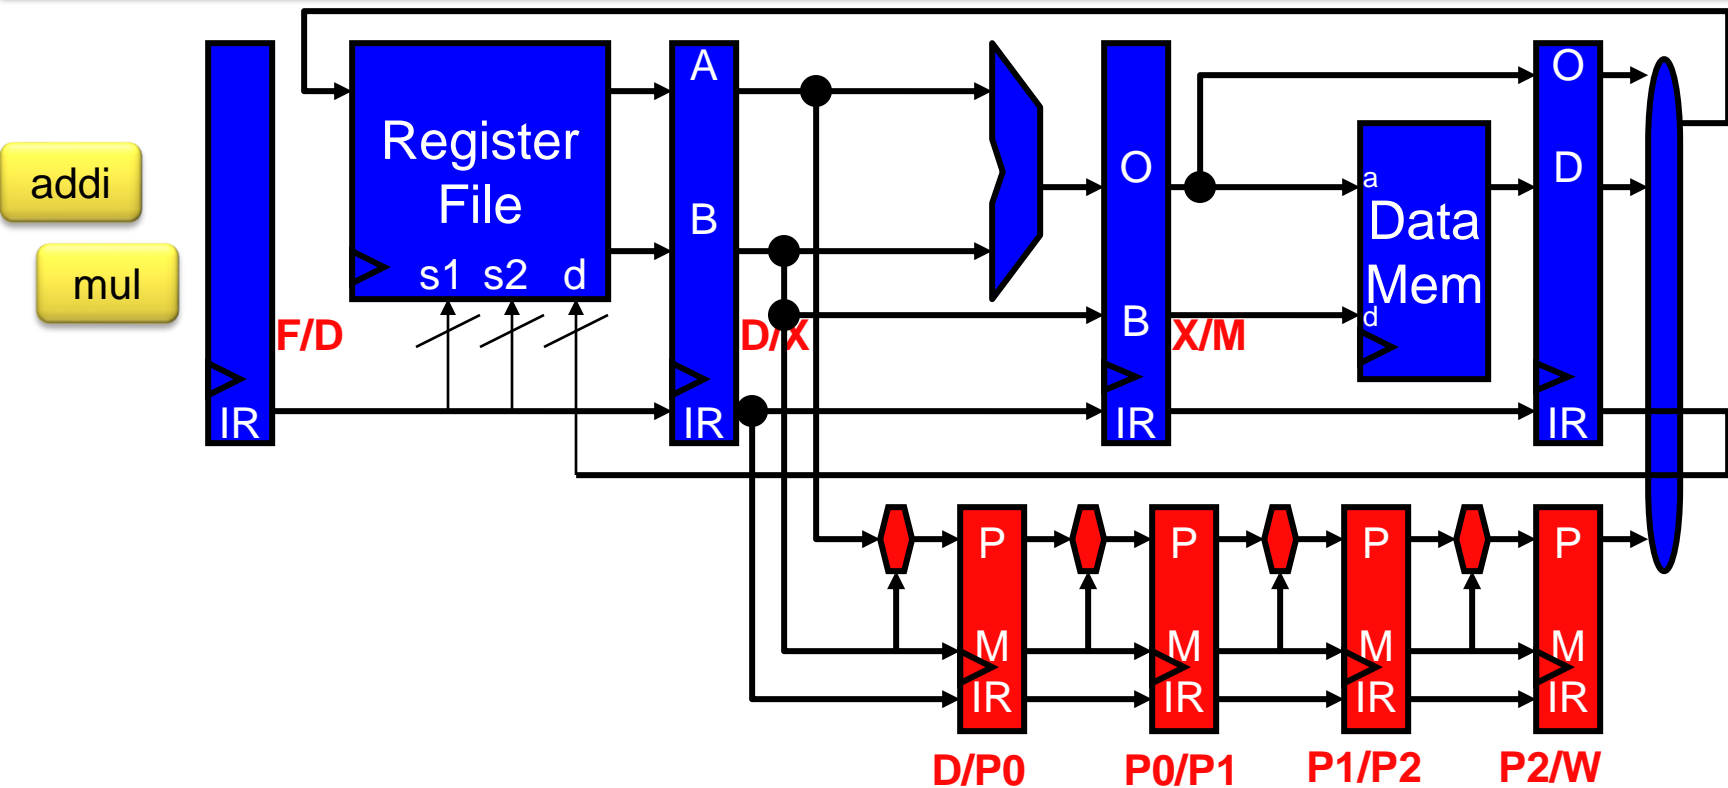 addi
mul
F/D
Register
File
s1 s2 d
IR
A
B
IR
D/X
O
B
IR
X/M
a
Data
Mem
d
O
D
IR
P
M
IR
D/P0
P
M
IR
P0/P1
P
M
IR
P1/P2
P
M
IR
P2/W